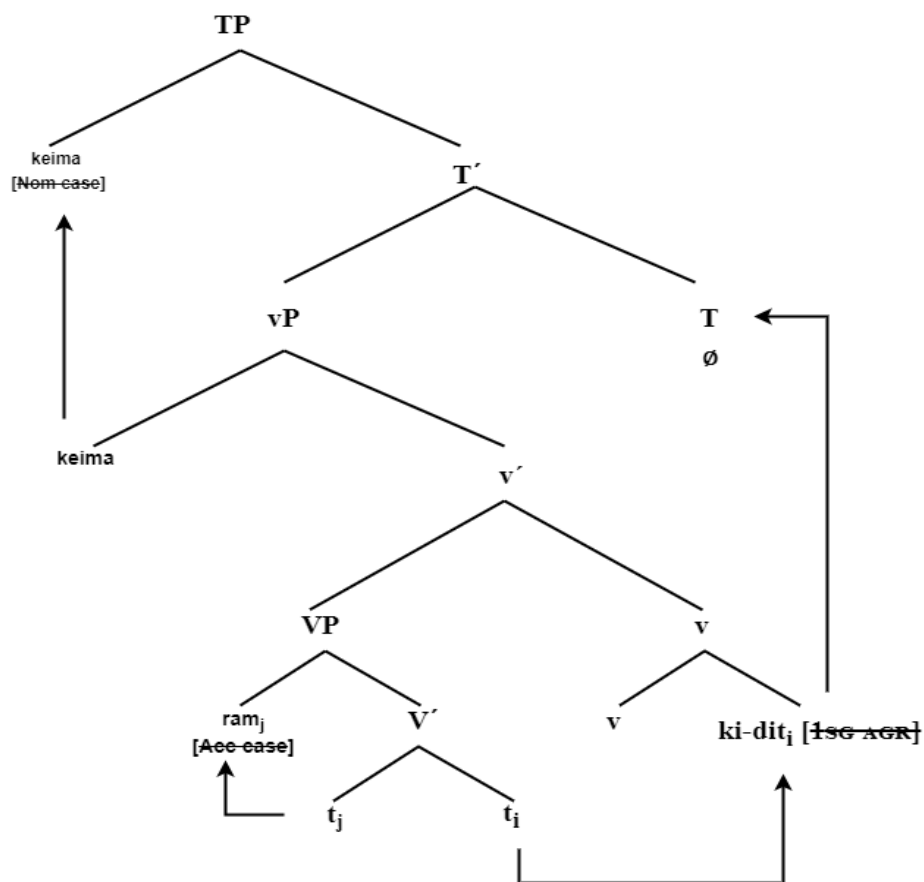 TP
keima
[Nom case]
T´
vP
T
Ø
keima
v´
VP
v
ramj
[Acc case]
V´
v
ki-diti [1SG AGR]
tj
ti